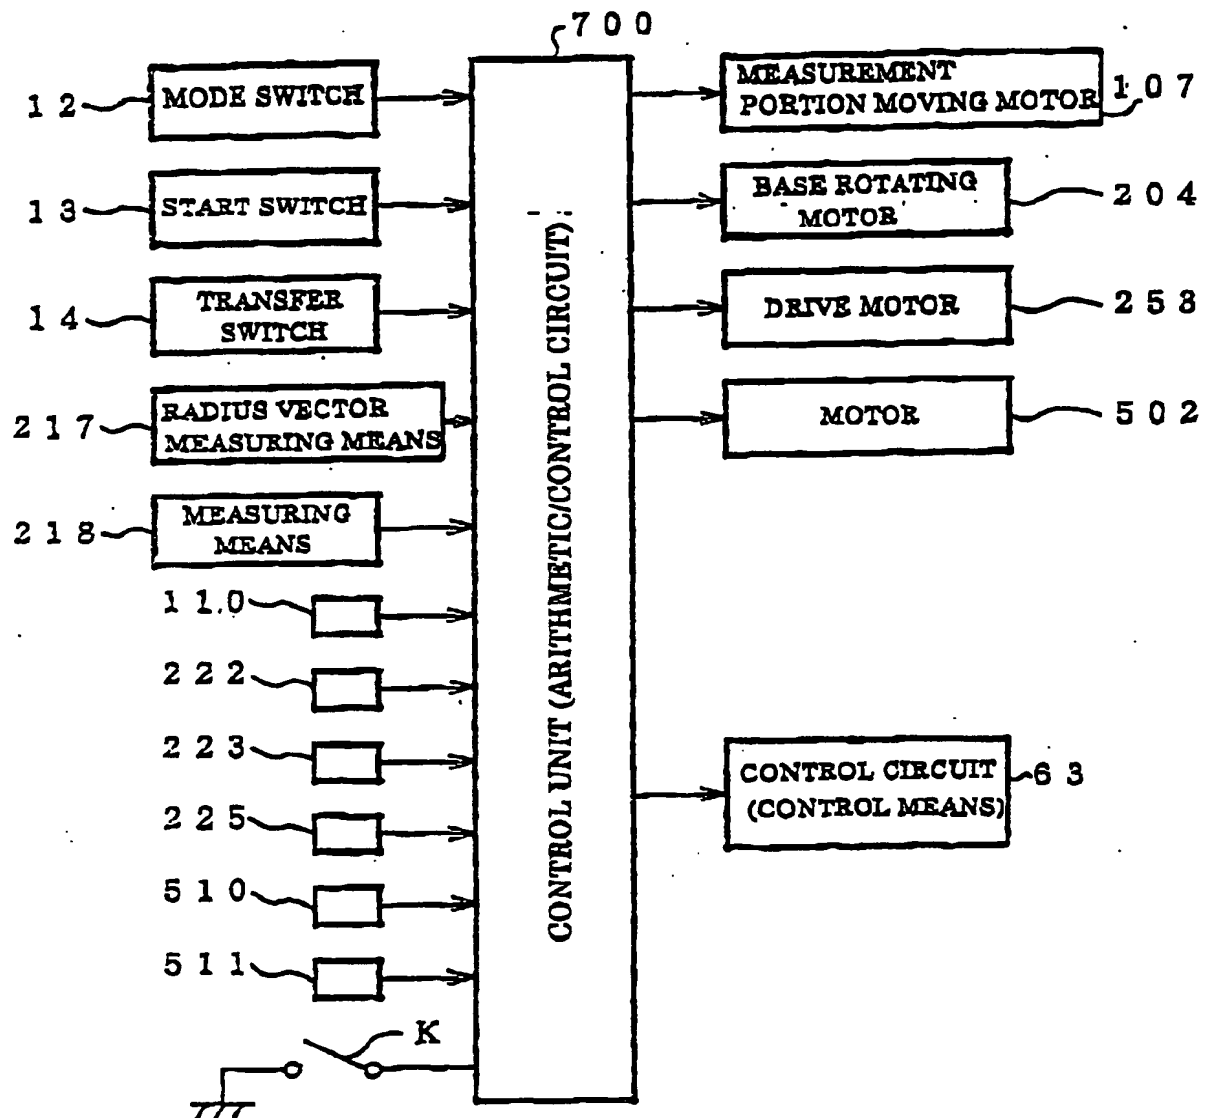 700
12
MODE SWITCH
13
START SWITCH
14
TRANSFER
SWITCH
217
RADIUS VECTOR
MEASURING MEANS
218
MEASURING
MEANS
110
222
223
225
510
511
K
CONTROL UNIT (ARITHMETIC/CONTROL CIRCUIT)
MEASUREMENT
PORTION MOVING MOTOR
107
BASE ROTATING
MOTOR
204
DRIVE MOTOR
253
MOTOR
502
CONTROL CIRCUIT
(CONTROL MEANS)
63